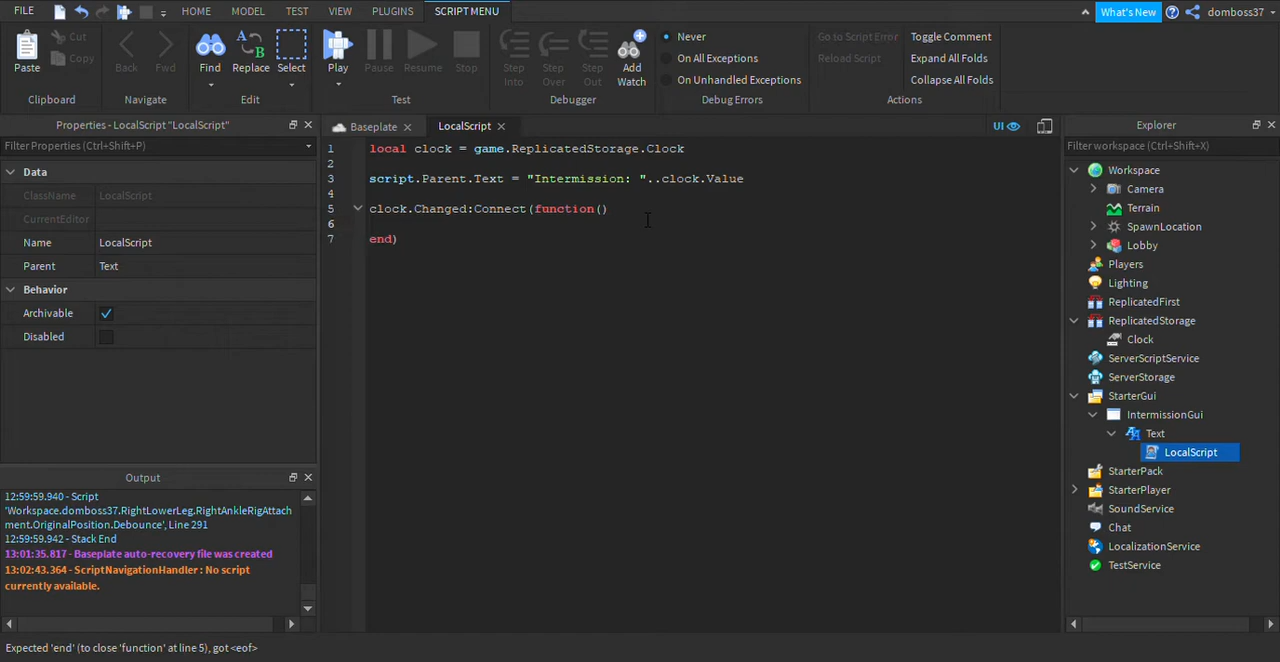 FILE HOME MODEL TEST VIEW PLUGINS SCRIPT MENU What's New domboss37
Paste Cut Copy Back Fwd Find Replace Select Play Pause Resume Stop Step Into Step Over Step Out Add Watch
Never
On All Exceptions
On Unhandled Exceptions
Go to Script Error
Reload Script
Toggle Comment
Expand All Folds
Collapse All Folds
Clipboard Navigate Edit Test Debugger Debug Errors Actions
Properties - LocalScript "LocalScript"
Filter Properties (Ctrl+Shift+P)
Data
ClassName LocalScript
CurrentEditor
Name LocalScript
Parent Text
Behavior
Archivable
Disabled
Output
12:59:59.940 - Script
'Workspace.domboss37.RightLowerLeg.RightAnkleRigAttach
ment.OriginalPosition.Debounce', Line 291
12:59:59.942 - Stack End
13:01:35.817 - Baseplate auto-recovery file was created
13:02:43.364 - ScriptNavigationHandler : No script
currently available.
Baseplate LocalScript UI
1 local clock = game.ReplicatedStorage.Clock
2
3 script.Parent.Text = "Intermission: "..clock.Value
4
5 clock.Changed:Connect(function()
6
7 end)
Explorer
Filter workspace (Ctrl+Shift+X)
Workspace
Camera
Terrain
SpawnLocation
Lobby
Players
Lighting
ReplicatedFirst
ReplicatedStorage
Clock
ServerScriptService
ServerStorage
StarterGui
IntermissionGui
Text
LocalScript
StarterPack
StarterPlayer
SoundService
Chat
LocalizationService
TestService
Expected 'end' (to close 'function' at line 5), got <eof>